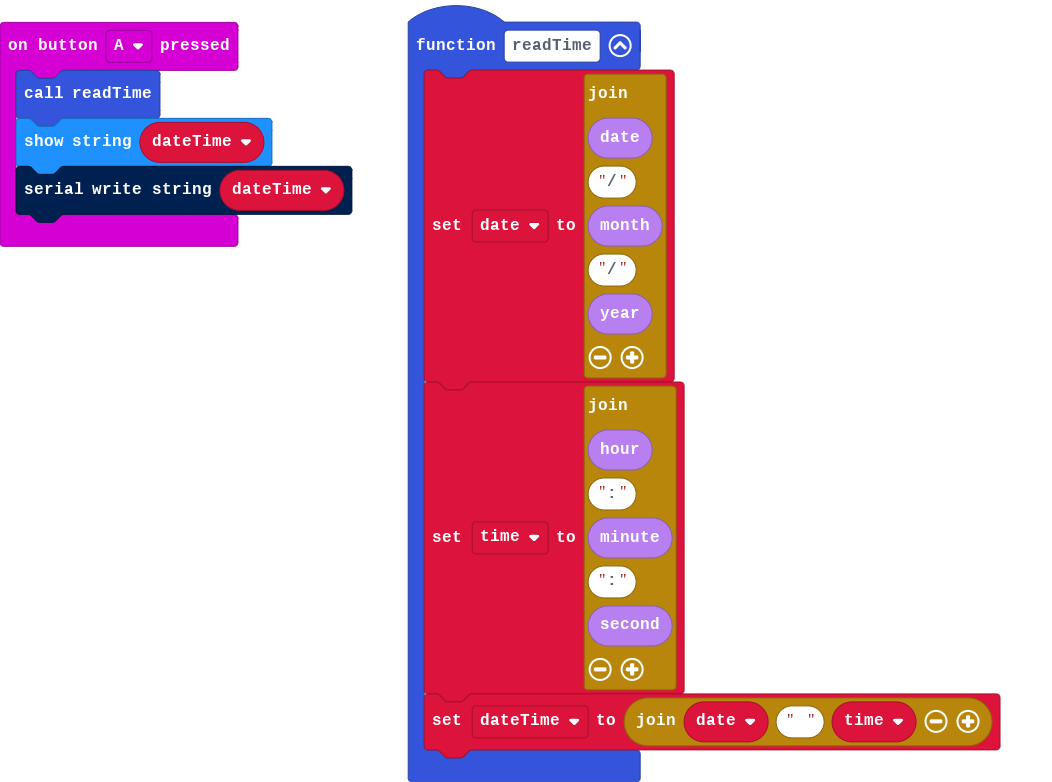 on button A pressed
call readTime
show string dateTime
serial write string dateTime
function readTime
set date to
join
date
"/"
month
"/"
year
set time to
join
hour
":"
minute
":"
second
set dateTime to join date " " time